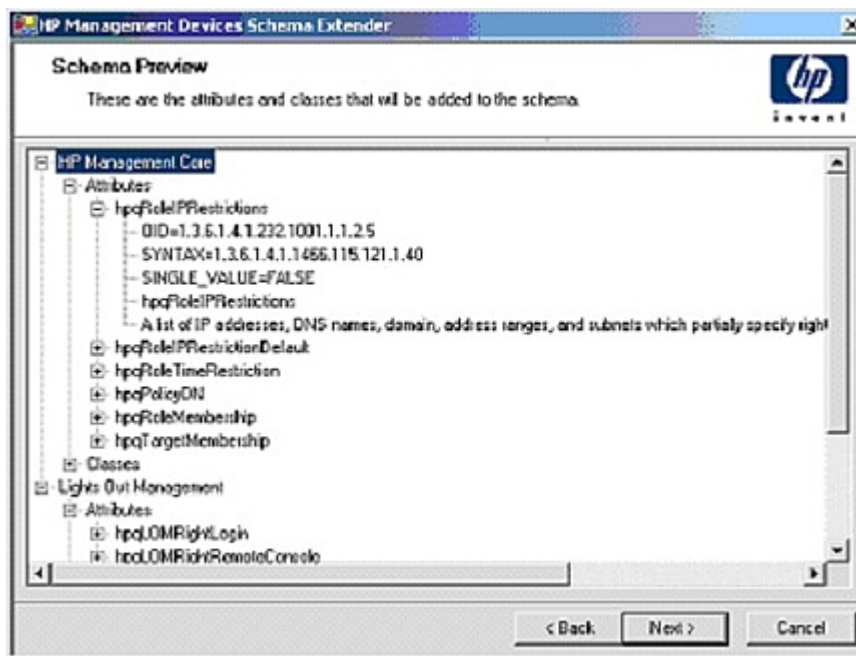 HP Management Devices Schema Extender
Schema Preview
These are the attributes and classes that will be added to the schema.
hp
invent
HP Management Core
Attributes
hpqRoleIPRestrictions
OID=1.3.6.1.4.1.232.1001.1.1.2.5
SYNTAX=1.3.6.1.4.1.1466.115.121.1.40
SINGLE_VALUE=FALSE
hpqRoleIPRestrictions
A list of IP addresses, DNS names, domain, address ranges, and subnets which partialy specify right
hpqRoleIPRestrictionDefault
hpqRoleTimeRestriction
hpqPolicyDN
hpqRoleMembership
hpqTargetMembership
Classes
Lights Out Management
Attributes
hpqLOMRightLogin
hpqLOMRightRemoteConsole
< Back
Next >
Cancel